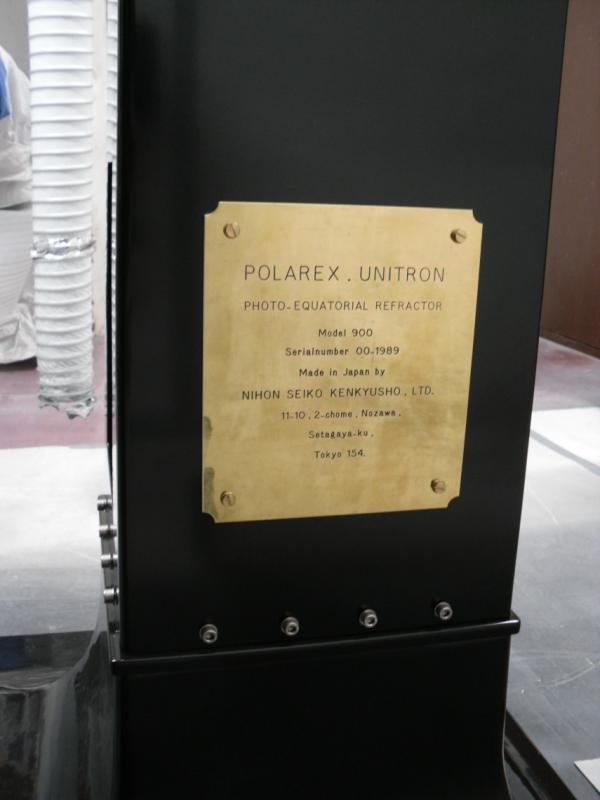 POLAREX . UNITRON
PHOTO-EQUATORIAL REFRACTOR
Model 900
Serialnumber 00-1989
Made in Japan by
NIHON SEIKO KENKYUSHO, LTD.
11-10, 2-chome, Nozawa,
Setagaya-ku,
Tokyo 154.